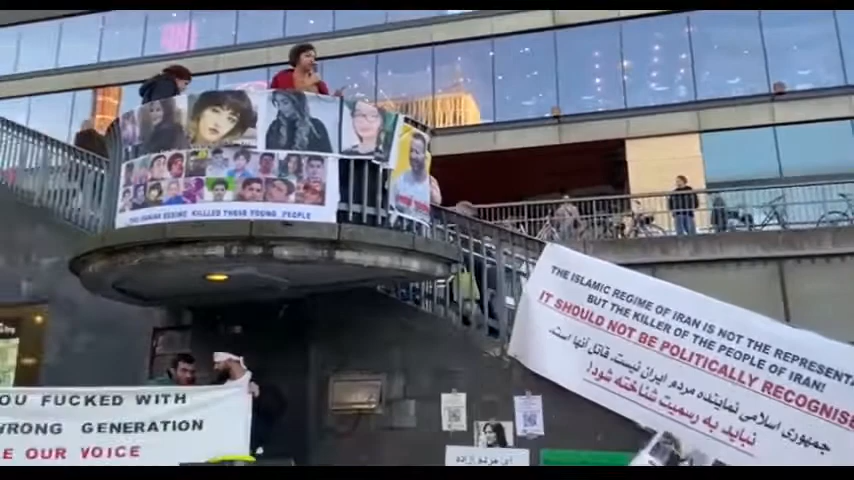 THE ISLAMIC REGIME KILLED THESE YOUNG PEOPLE
THE ISLAMIC REGIME OF IRAN IS NOT THE REPRESENTA
BUT THE KILLER OF THE PEOPLE OF IRAN!
IT SHOULD NOT BE POLITICALLY RECOGNISE
جمهوری اسلامی نماینده مردم ایران نیست، قاتل آنها است.
نباید به رسمیت شناخته شود!
OU FUCKED WITH
WRONG GENERATION
E OUR VOICE